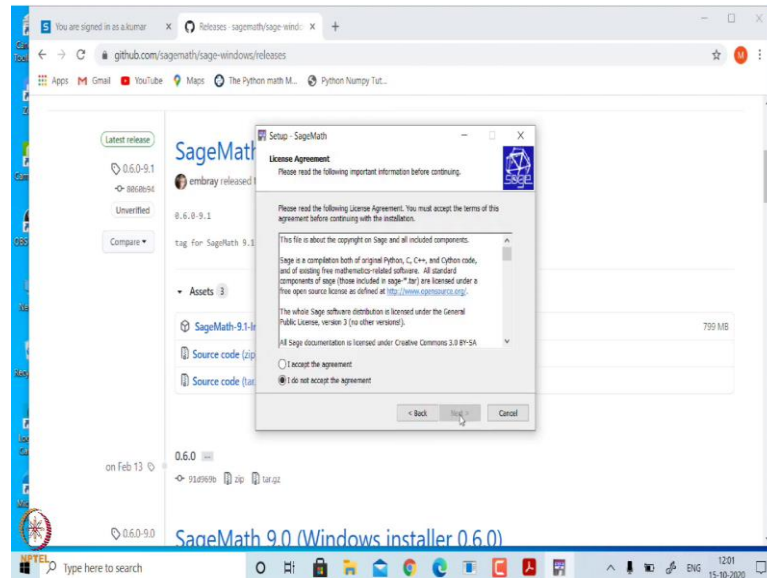 You are signed in as a.kumar
Releases · sagemath/sage-windo
github.com/sagemath/sage-windows/releases
Apps
Gmail
YouTube
Maps
The Python math M...
Python Numpy Tut...
Latest release
0.6.0-9.1
Unverified
Compare
SageMath
embray released
0.6.0-9.1
tag for SageMath 9.1
Assets 3
SageMath-9.1-In
799 MB
Source code (zip
Source code (tar.
Setup - SageMath
License Agreement
Please read the following important information before continuing.
sage
Please read the following License Agreement. You must accept the terms of this
agreement before continuing with the installation.
This file is about the copyright on Sage and all included components.
Sage is a compilation both of original Python, C, C++, and Cython code,
and of existing free mathematics-related software. All standard
components of sage (those included in sage-*.tar) are licensed under a
free open source license as defined at http://www.opensource.org/.
The whole Sage software distribution is licensed under the General
Public License, version 3 (no other versions!).
All Sage documentation is licensed under Creative Commons 3.0 BY-SA
I accept the agreement
I do not accept the agreement
< Back
Next >
Cancel
on Feb 13
0.6.0
91d969b
zip
tar.gz
0.6.0-9.0
SageMath 9.0 (Windows installer 0.6.0)
NPTEL
Type here to search
ENG
12:01
15-10-2020